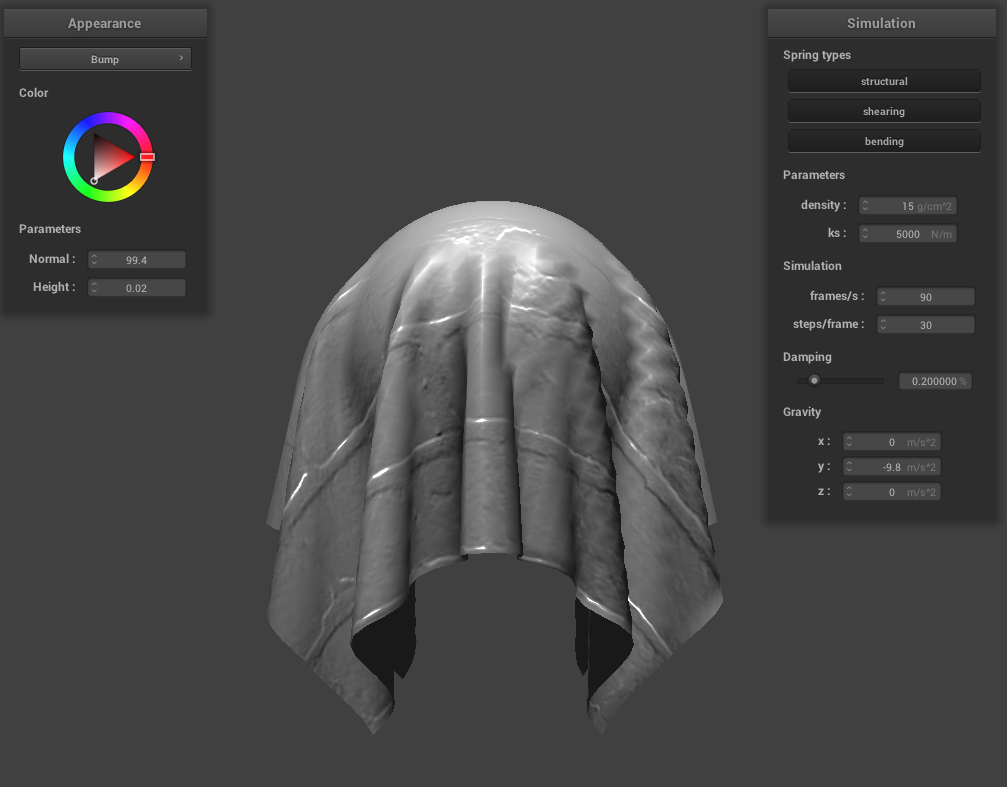 Appearance
Bump ›
Color
Parameters
Normal : 99.4
Height : 0.02
Simulation
Spring types
structural
shearing
bending
Parameters
density : 15 g/cm^2
ks : 5000 N/m
Simulation
frames/s : 90
steps/frame : 30
Damping
0.200000 %
Gravity
x : 0 m/s^2
y : -9.8 m/s^2
z : 0 m/s^2